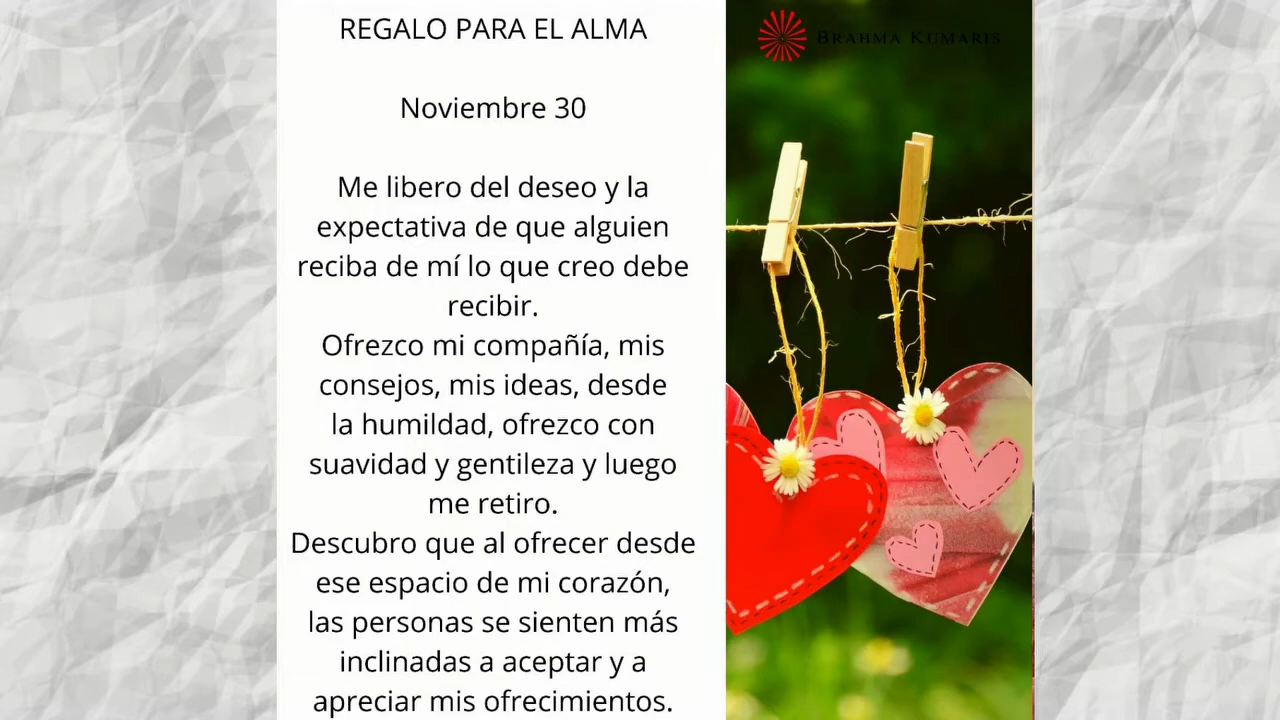 REGALO PARA EL ALMA
Noviembre 30
Me libero del deseo y la
expectativa de que alguien
reciba de mí lo que creo debe
recibir.
Ofrezco mi compañía, mis
consejos, mis ideas, desde
la humildad, ofrezco con
suavidad y gentileza y luego
me retiro.
Descubro que al ofrecer desde
ese espacio de mi corazón,
las personas se sienten más
inclinadas a aceptar y a
apreciar mis ofrecimientos.
BRAHMA KUMARIS